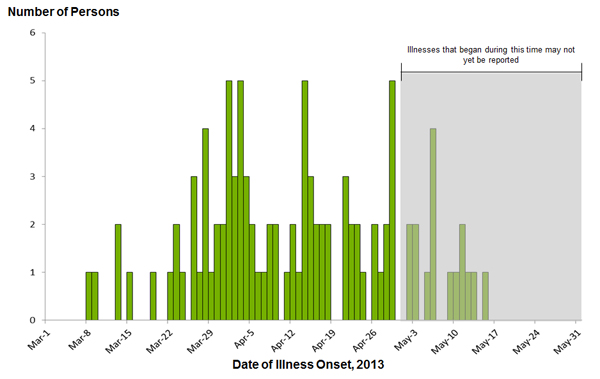 Number of Persons
Illnesses that began during this time may not
yet be reported
6
5
4
3
2
1
0
Mar-1
Mar-8
Mar-15
Mar-22
Mar-29
Apr-5
Apr-12
Apr-19
Apr-26
May-3
May-10
May-17
May-24
May-31
Date of Illness Onset, 2013